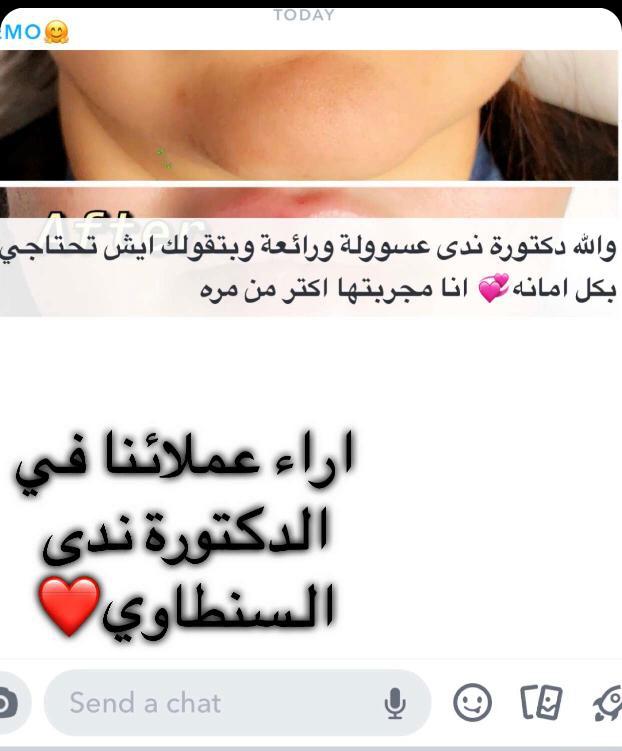 TODAY
EMO🤗
After
والله دكتورة ندى عسوولة ورائعة وبتقولك ايش تحتاجي
بكل امانه💞 انا مجربتها اكتر من مره
اراء عملائنا في
الدكتورة ندى
السنطاوي❤️
Send a chat